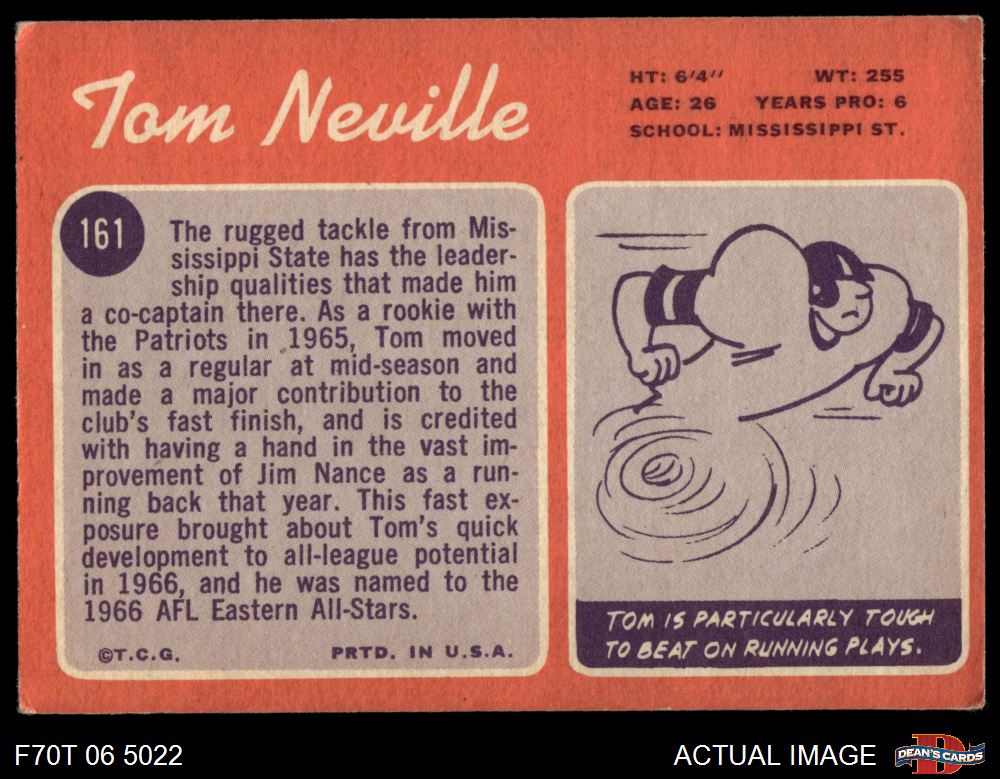 Tom Neville
HT: 6'4" WT: 255
AGE: 26 YEARS PRO: 6
SCHOOL: MISSISSIPPI ST.
161
The rugged tackle from Mis-
sissippi State has the leader-
ship qualities that made him
a co-captain there. As a rookie with
the Patriots in 1965, Tom moved
in as a regular at mid-season and
made a major contribution to the
club's fast finish, and is credited
with having a hand in the vast im-
provement of Jim Nance as a run-
ning back that year. This fast ex-
posure brought about Tom's quick
development to all-league potential
in 1966, and he was named to the
1966 AFL Eastern All-Stars.
©T.C.G. PRTD. IN U.S.A.
TOM IS PARTICULARLY TOUGH
TO BEAT ON RUNNING PLAYS.
F70T 06 5022
ACTUAL IMAGE
D
DEAN'S CARDS